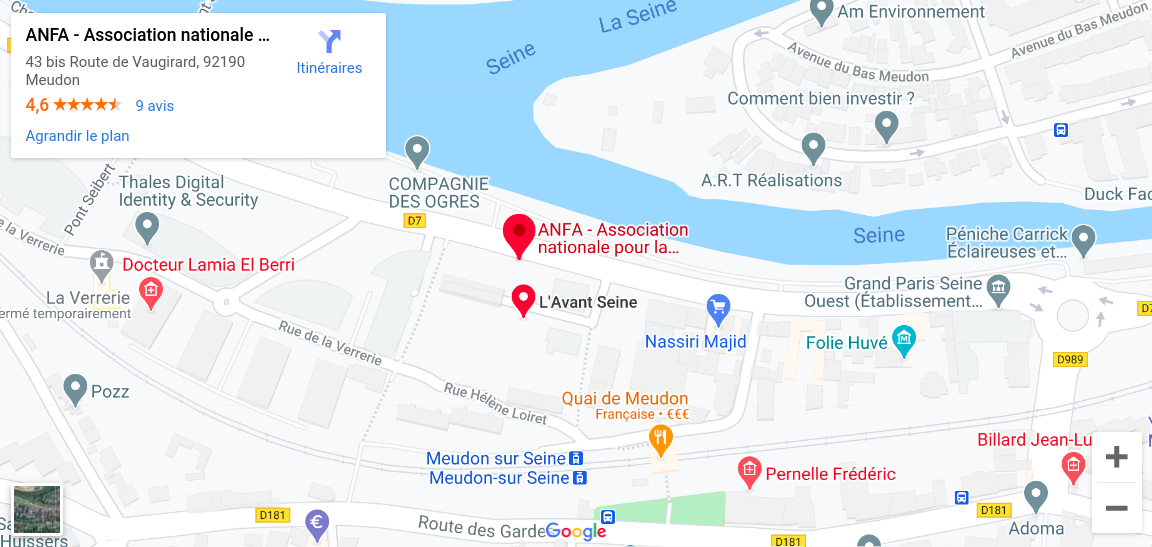 ANFA - Association nationale ...
43 bis Route de Vaugirard, 92190
Meudon
4,6
9 avis
Itinéraires
Agrandir le plan
La Seine
Seine
Am Environnement
Avenue du Bas Meudon
Avenue du Bas Meudon
Comment bien investir ?
A.R.T Réalisations
Duck Fac
Pont Seibert
Thales Digital
Identity & Security
COMPAGNIE
DES OGRES
D7
ANFA - Association
nationale pour la...
Seine
Péniche Carrick
Éclaireuses et...
de la Verrerie
Docteur Lamia El Berri
La Verrerie
ermé temporairement
L'Avant Seine
Grand Paris Seine
Ouest (Établissement...
Nassiri Majid
Folie Huvé
Rue de la Verrerie
D989
Pozz
Rue Hélène Loiret
Quai de Meudon
Française • €€€
Meudon sur Seine
Meudon-sur Seine
Pernelle Frédéric
Billard Jean-Lu
D181
D181
D181
Route des Garde
Google
Adoma
Huissers